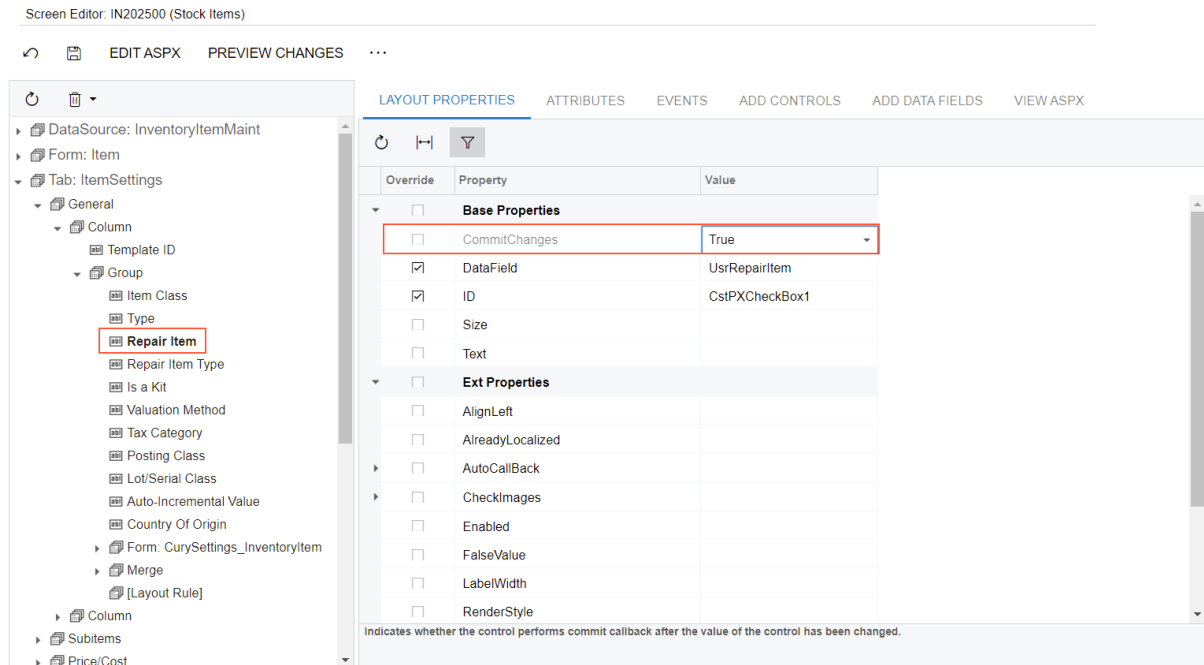 Screen Editor: IN202500 (Stock Items)
EDIT ASPX PREVIEW CHANGES ...
DataSource: InventoryItemMaint
Form: Item
Tab: ItemSettings
General
Column
Template ID
Group
Item Class
Type
Repair Item
Repair Item Type
Is a Kit
Valuation Method
Tax Category
Posting Class
Lot/Serial Class
Auto-Incremental Value
Country Of Origin
Form: CurySettings_InventoryItem
Merge
[Layout Rule]
Column
Subitems
Price/Cost
LAYOUT PROPERTIES ATTRIBUTES EVENTS ADD CONTROLS ADD DATA FIELDS VIEW ASPX
Override Property Value
Base Properties
CommitChanges True
DataField UsrRepairItem
ID CstPXCheckBox1
Size
Text
Ext Properties
AlignLeft
AlreadyLocalized
AutoCallBack
CheckImages
Enabled
FalseValue
LabelWidth
RenderStyle
Indicates whether the control performs commit callback after the value of the control has been changed.